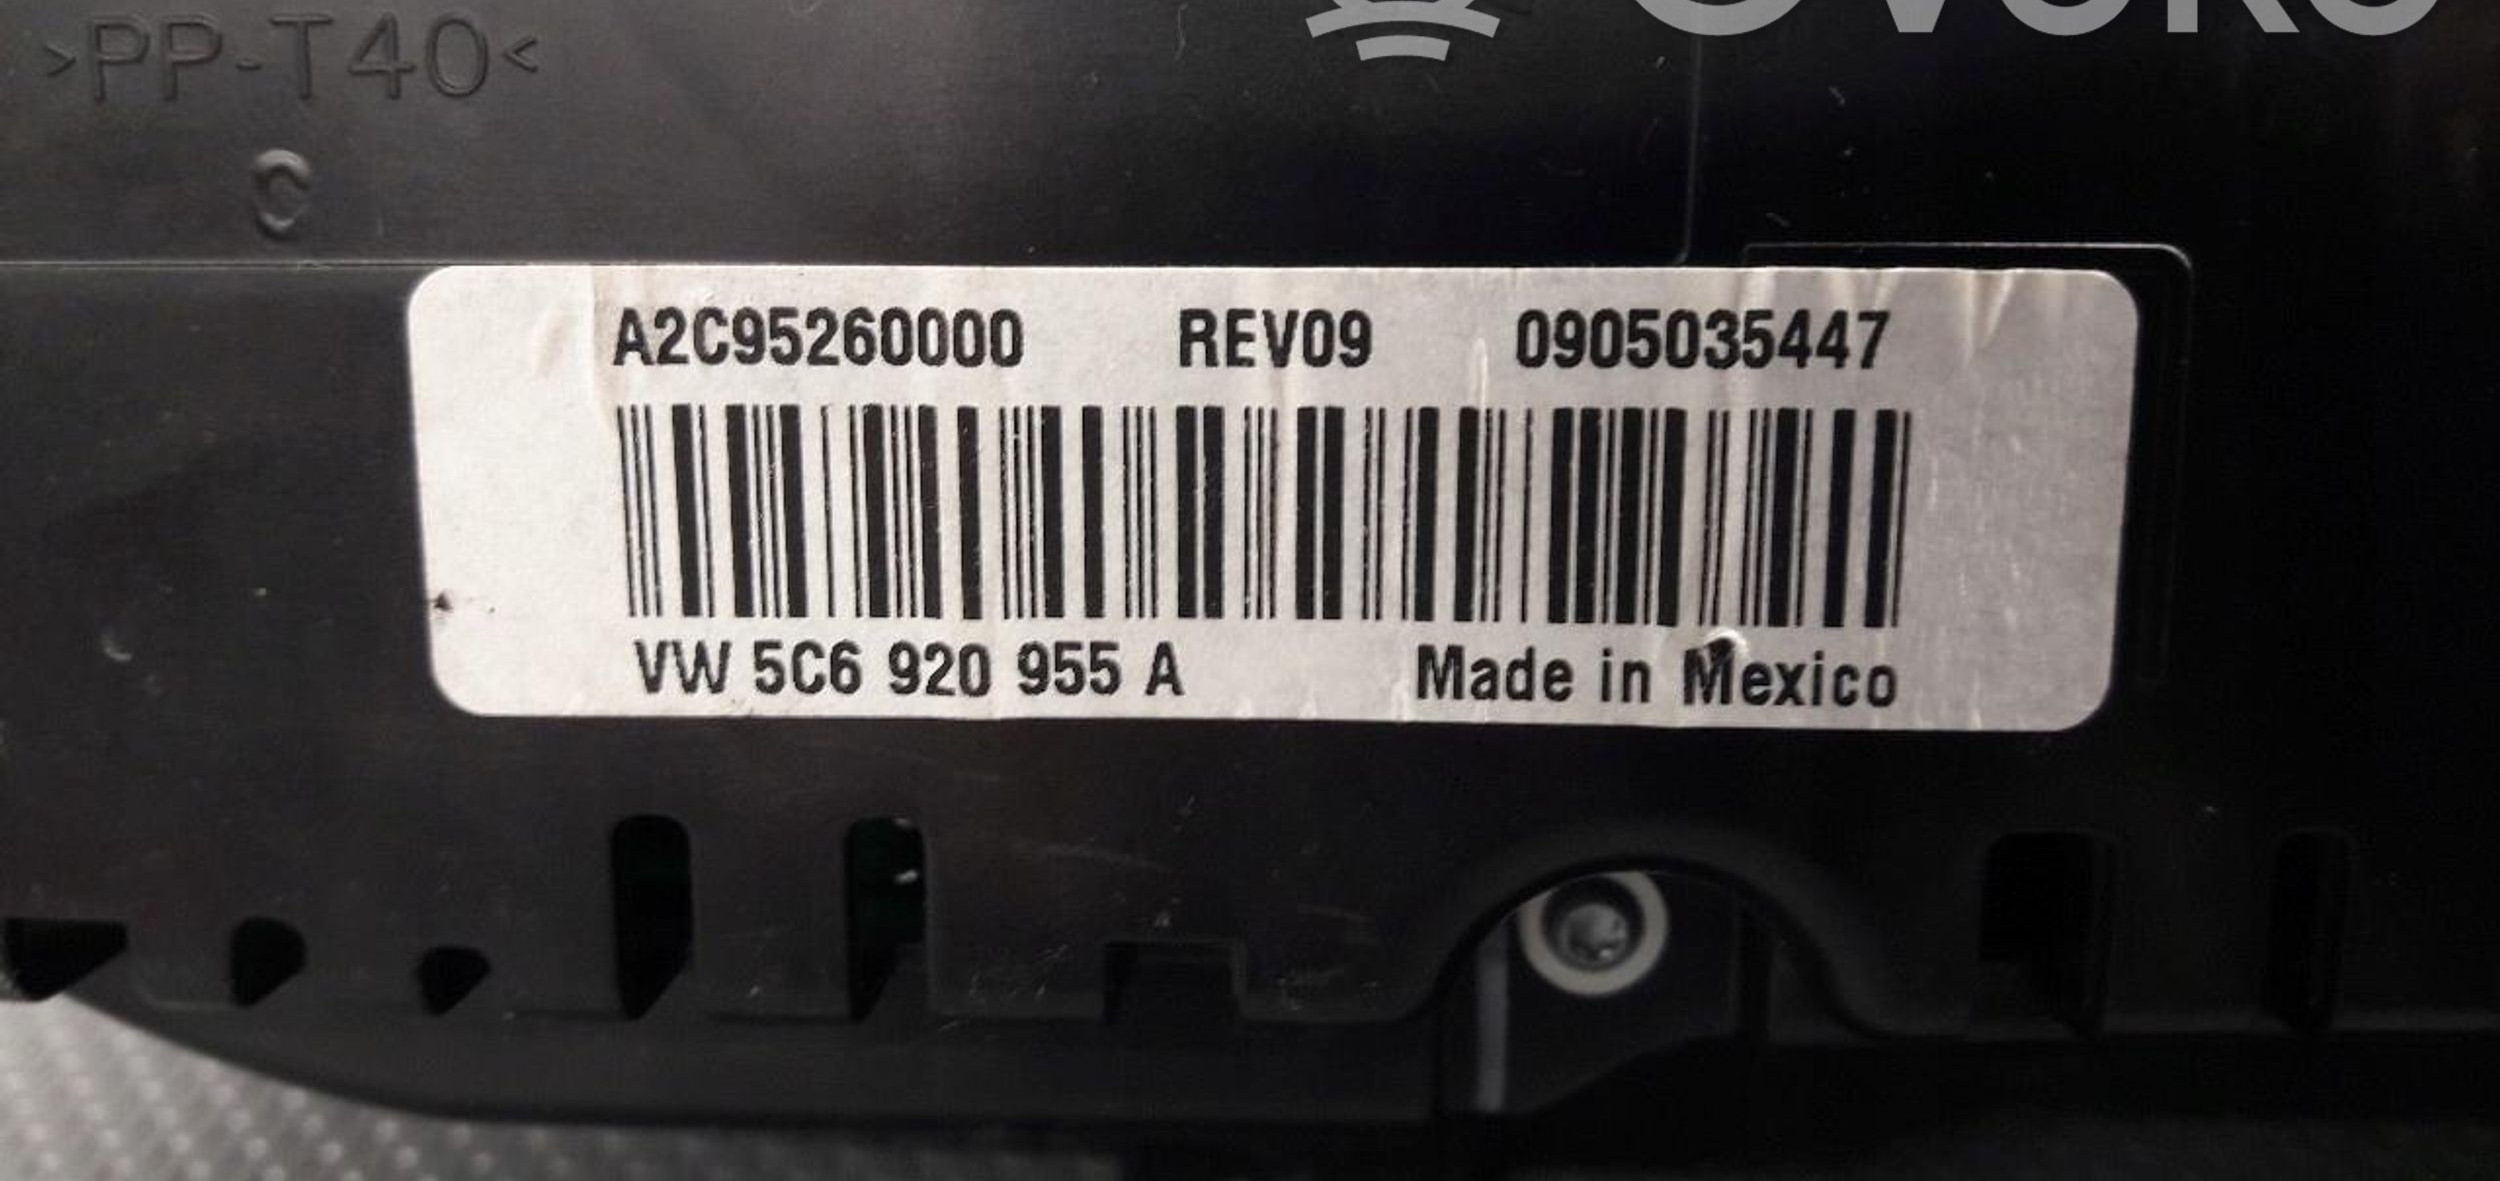 >PP-T40<
C
A2C95260000 REV09 0905035447
VW 5C6 920 955 A Made in Mexico